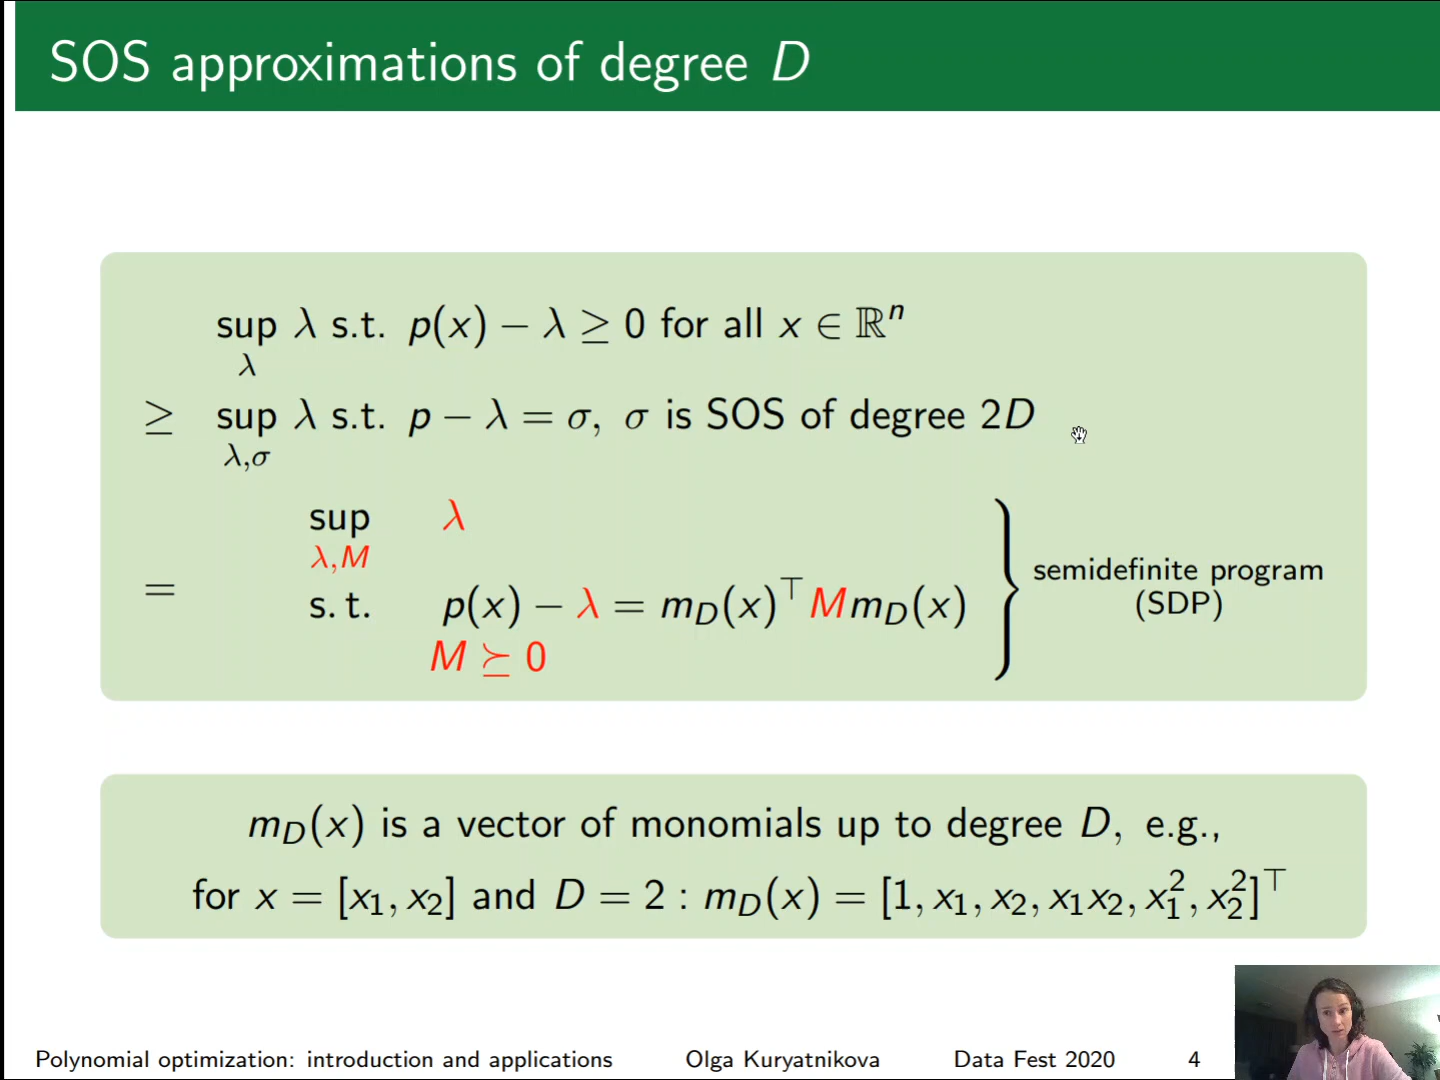 SOS approximations of degree D
sup λ s.t. p(x) − λ ≥ 0 for all x ∈ ℝⁿ
λ
≥ sup λ s.t. p − λ = σ, σ is SOS of degree 2D
λ,σ
sup λ
λ,M
= s. t. p(x) − λ = m_D(x)^⊤ M m_D(x)
M ⪰ 0
semidefinite program
(SDP)
m_D(x) is a vector of monomials up to degree D, e.g.,
for x = [x₁, x₂] and D = 2 : m_D(x) = [1, x₁, x₂, x₁x₂, x₁², x₂²]^⊤
Polynomial optimization: introduction and applications Olga Kuryatnikova Data Fest 2020 4